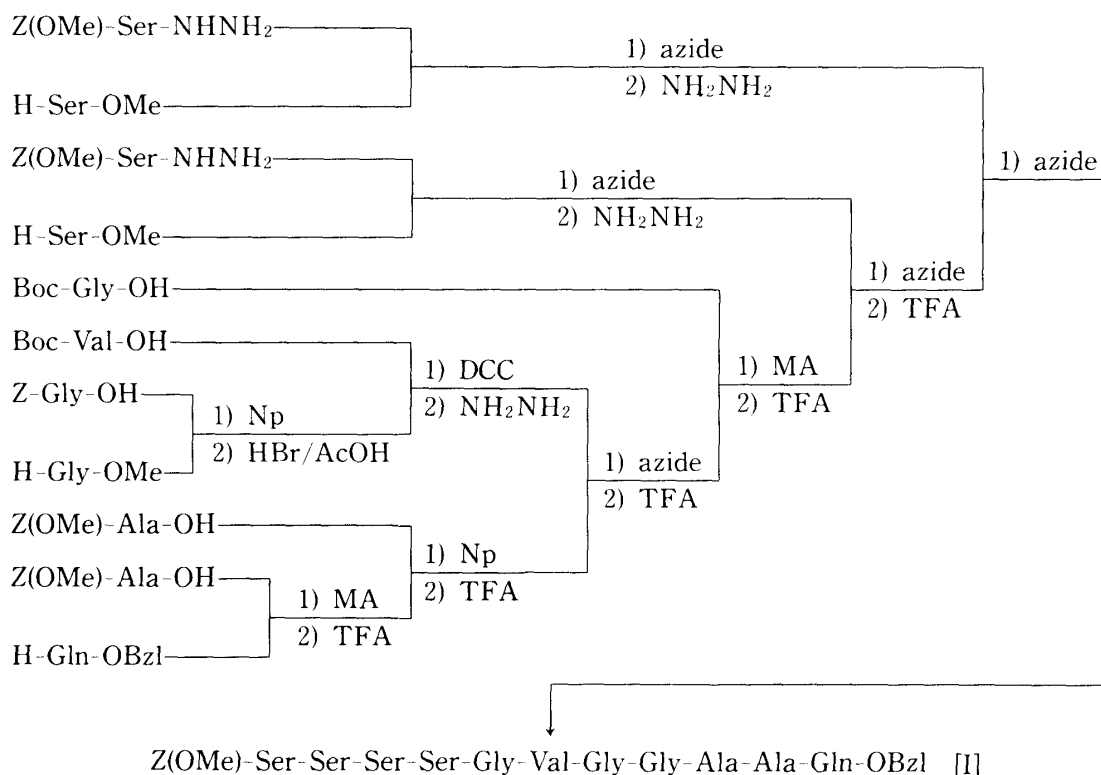 Z(OMe)-Ser-NHNH₂
1) azide
2) NH₂NH₂
H-Ser-OMe
Z(OMe)-Ser-NHNH₂
1) azide
1) azide
2) NH₂NH₂
H-Ser-OMe
Boc-Gly-OH
1) azide
2) TFA
Boc-Val-OH
1) DCC
2) NH₂NH₂
1) MA
2) TFA
Z-Gly-OH
1) Np
2) HBr/AcOH
H-Gly-OMe
1) azide
2) TFA
Z(OMe)-Ala-OH
1) Np
2) TFA
Z(OMe)-Ala-OH
1) MA
2) TFA
H-Gln-OBzl
Z(OMe)-Ser-Ser-Ser-Ser-Gly-Val-Gly-Gly-Ala-Ala-Gln-OBzl [I]